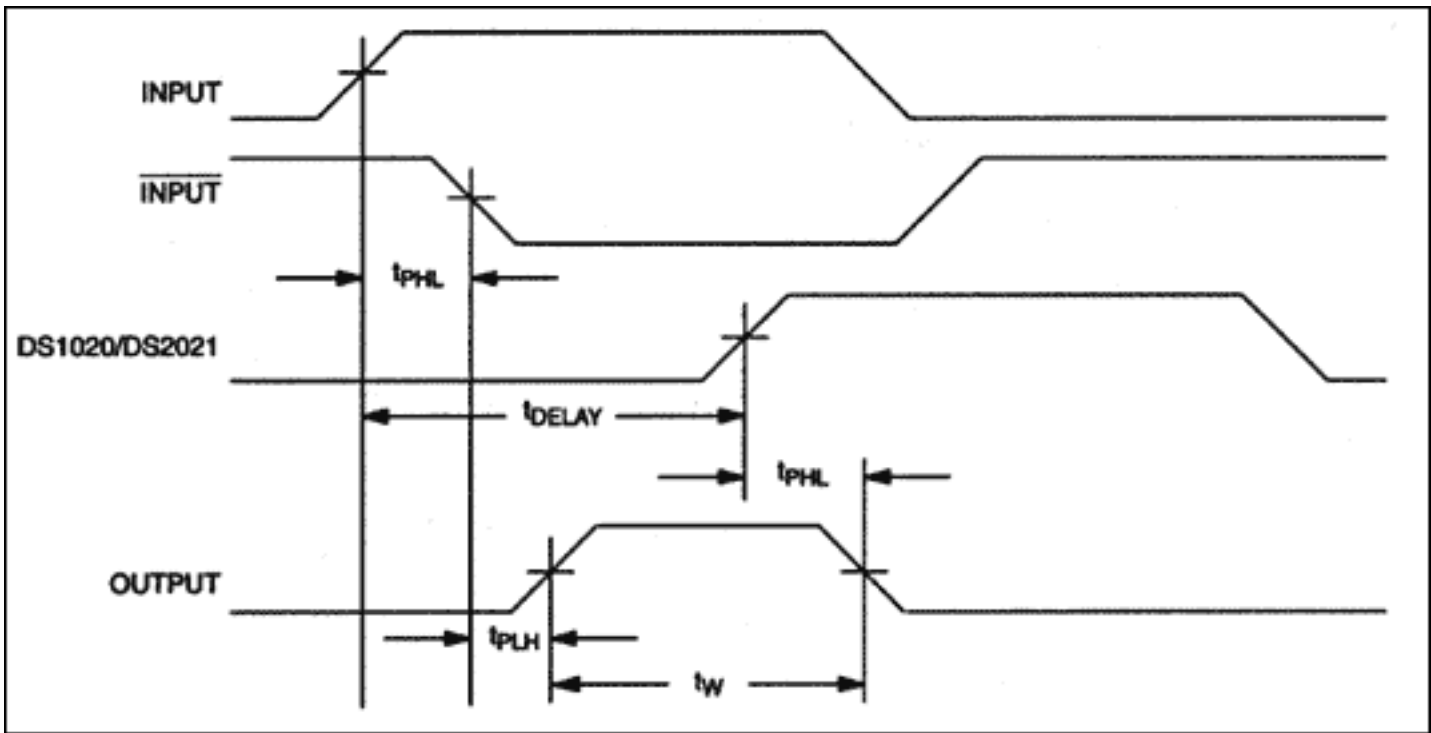 INPUT
INPUT
tPHL
DS1020/DS2021
tDELAY
tPHL
OUTPUT
tPLH
tW